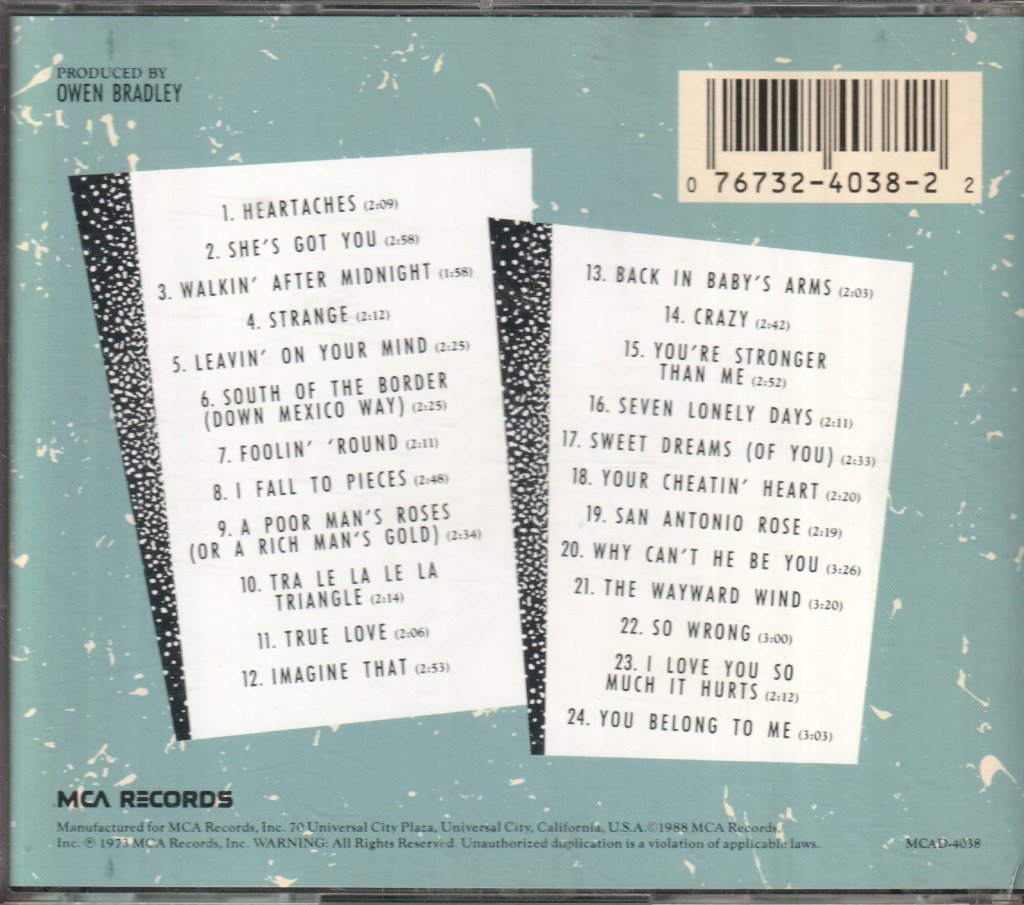 PRODUCED BY
OWEN BRADLEY
0 76732-4038-2 2
1. HEARTACHES (2:09)
2. SHE'S GOT YOU (2:58)
3. WALKIN' AFTER MIDNIGHT (1:58)
4. STRANGE (2:12)
5. LEAVIN' ON YOUR MIND (2:25)
6. SOUTH OF THE BORDER
(DOWN MEXICO WAY) (2:25)
7. FOOLIN' 'ROUND (2:11)
8. I FALL TO PIECES (2:48)
9. A POOR MAN'S ROSES
(OR A RICH MAN'S GOLD) (2:34)
10. TRA LE LA LE LA
TRIANGLE (2:14)
11. TRUE LOVE (2:06)
12. IMAGINE THAT (2:53)
13. BACK IN BABY'S ARMS (2:03)
14. CRAZY (2:42)
15. YOU'RE STRONGER
THAN ME (2:52)
16. SEVEN LONELY DAYS (2:11)
17. SWEET DREAMS (OF YOU) (2:33)
18. YOUR CHEATIN' HEART (2:20)
19. SAN ANTONIO ROSE (2:19)
20. WHY CAN'T HE BE YOU (3:26)
21. THE WAYWARD WIND (3:20)
22. SO WRONG (3:00)
23. I LOVE YOU SO
MUCH IT HURTS (2:12)
24. YOU BELONG TO ME (3:03)
MCA RECORDS
Manufactured for MCA Records, Inc. 70 Universal City Plaza, Universal City, California, U.S.A. ©1988 MCA Records,
Inc. ℗ 1973 MCA Records, Inc. WARNING: All Rights Reserved. Unauthorized duplication is a violation of applicable laws.
MCAD-4038